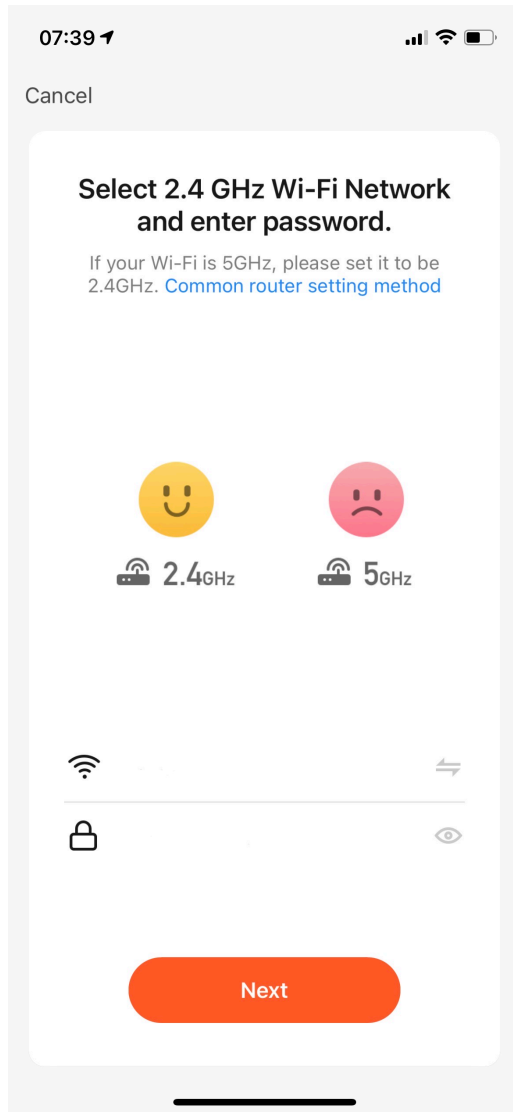 07:39
Cancel
Select 2.4 GHz Wi-Fi Network
and enter password.
If your Wi-Fi is 5GHz, please set it to be
2.4GHz. Common router setting method
2.4GHz 5GHz
Next